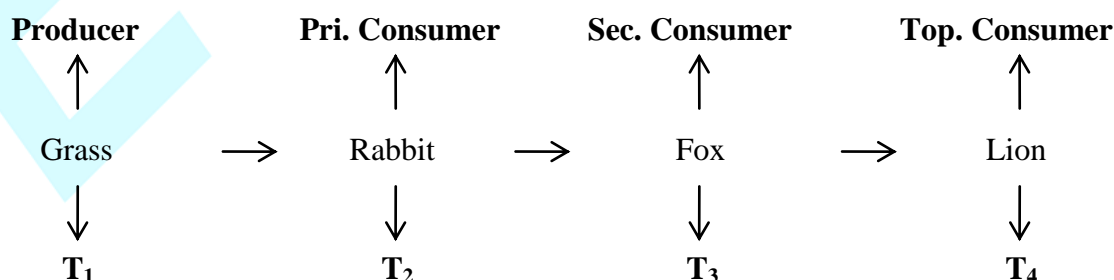 Producer Pri. Consumer Sec. Consumer Top. Consumer
Grass Rabbit Fox Lion
T₁ T₂ T₃ T₄